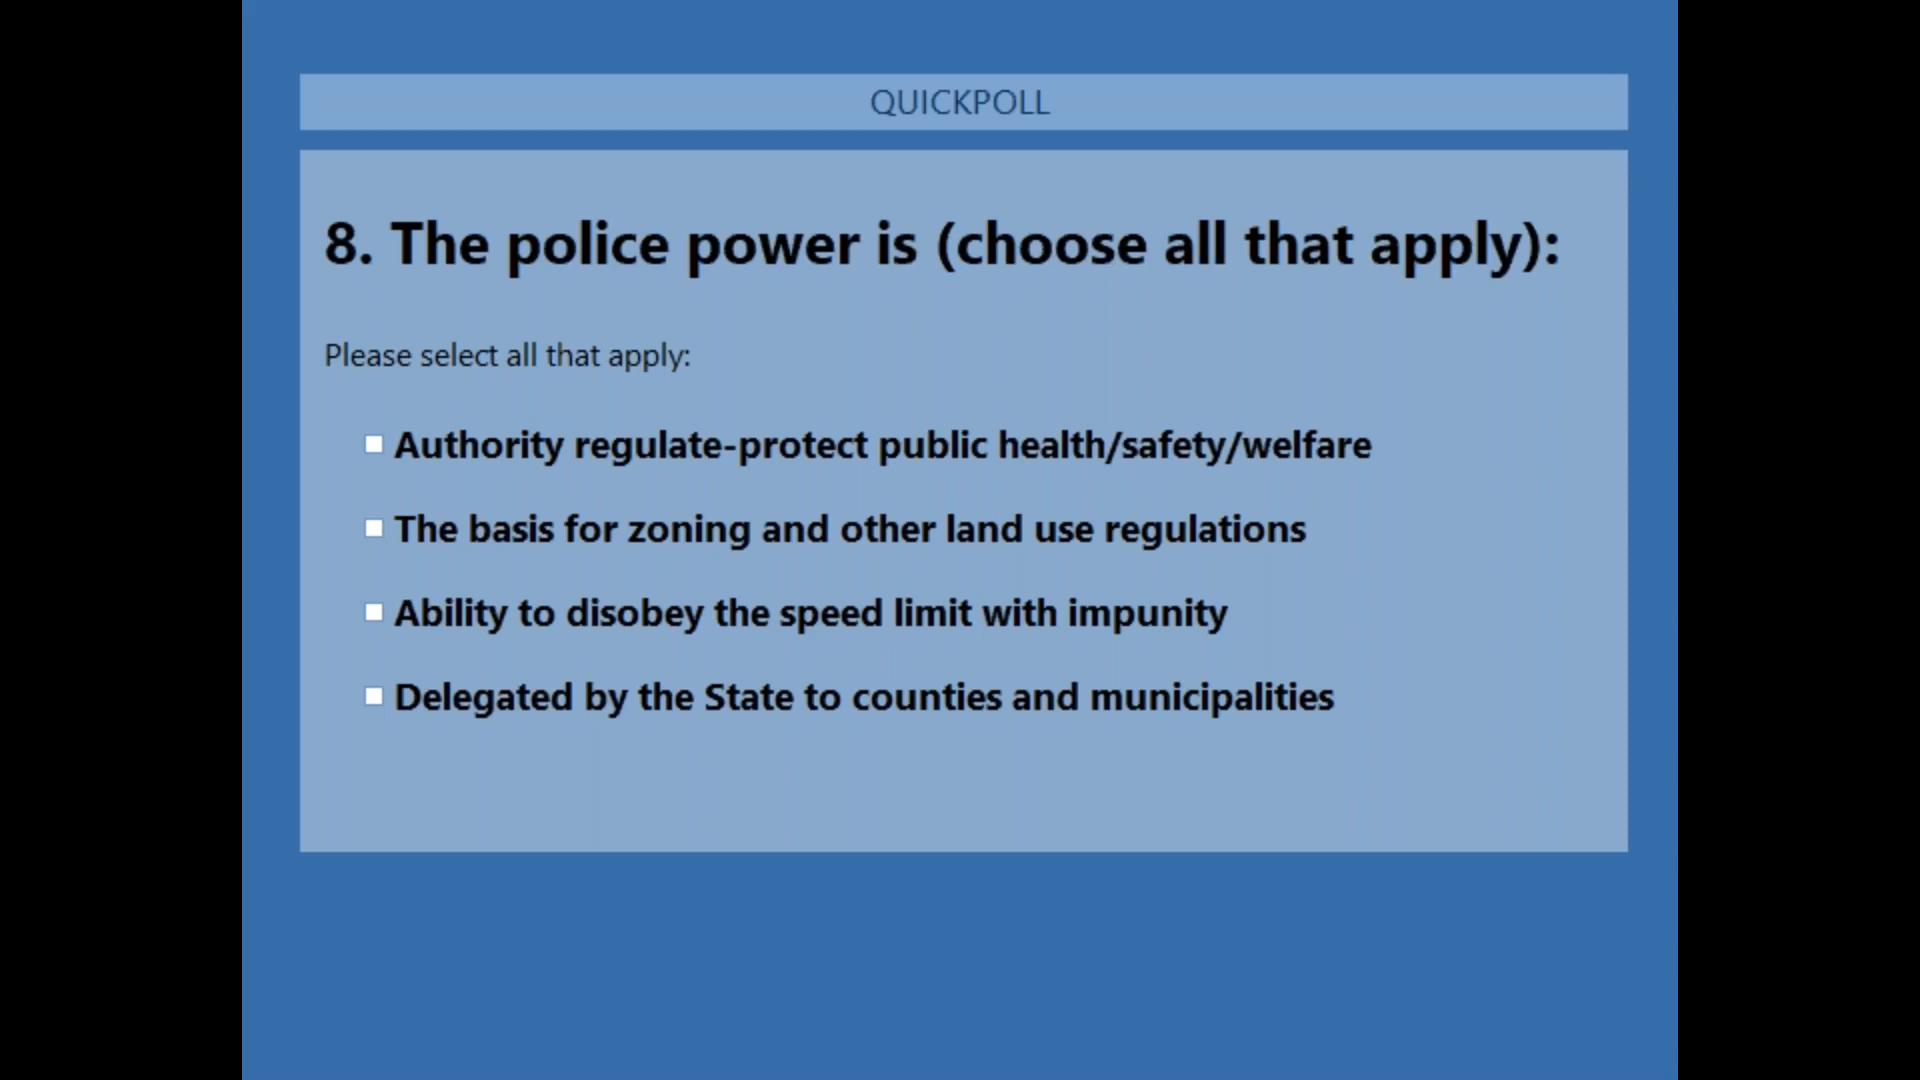 QUICKPOLL
8. The police power is (choose all that apply):
Please select all that apply:
Authority regulate-protect public health/safety/welfare
The basis for zoning and other land use regulations
Ability to disobey the speed limit with impunity
Delegated by the State to counties and municipalities